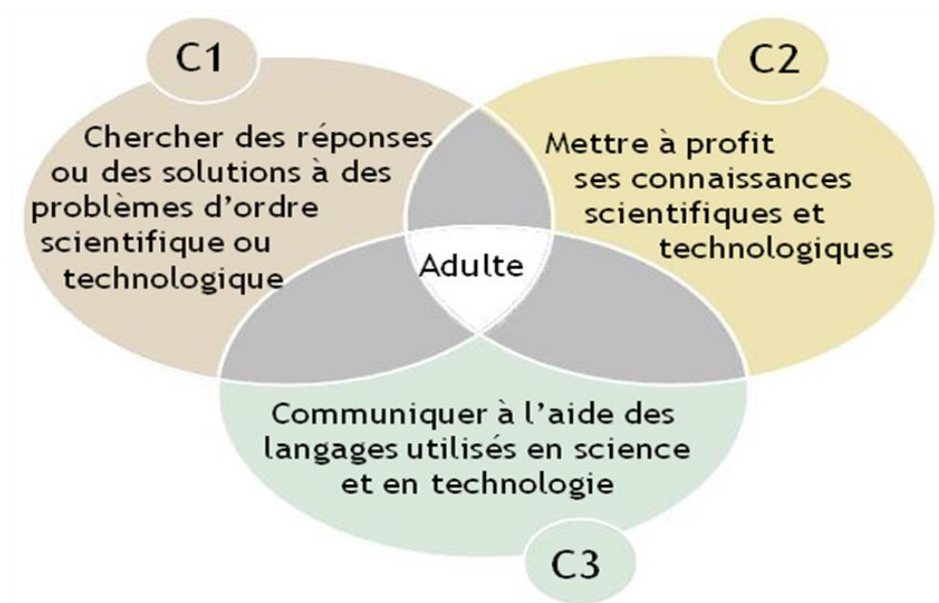 C1
Chercher des réponses
ou des solutions à des
problèmes d'ordre
scientifique ou
technologique
C2
Mettre à profit
ses connaissances
scientifiques et
technologiques
Adulte
Communiquer à l'aide des
langages utilisés en science
et en technologie
C3